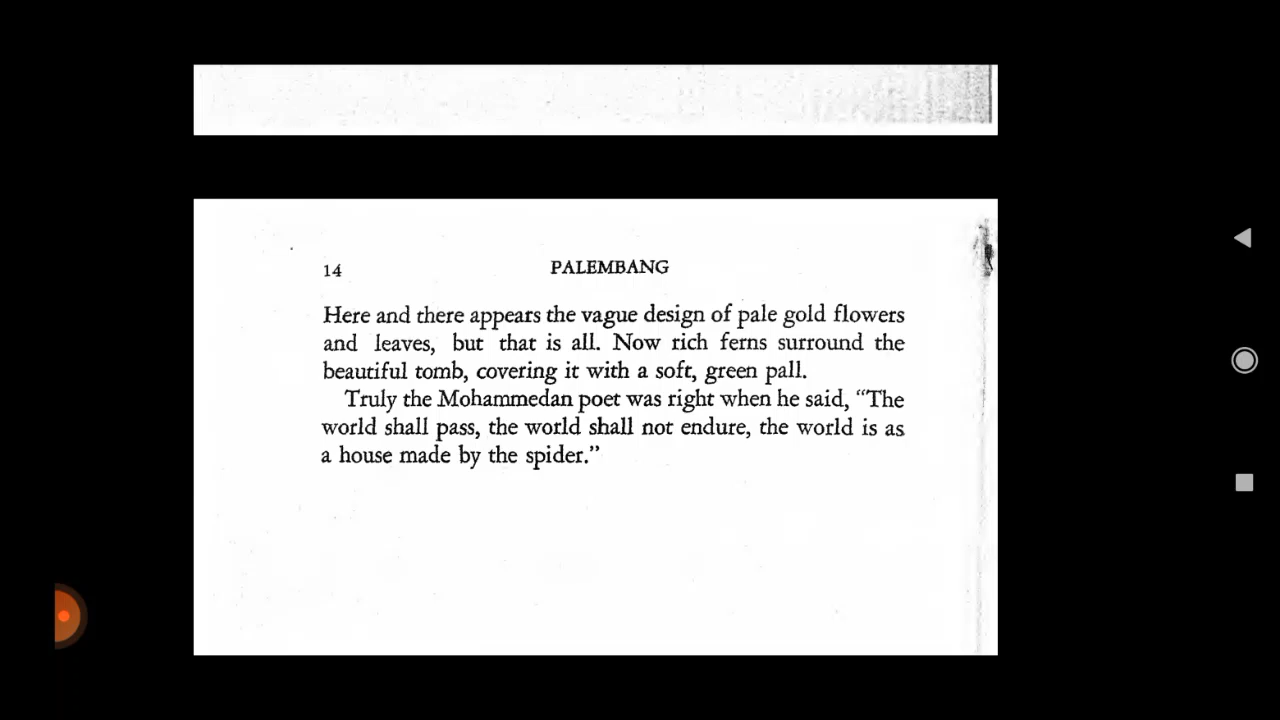 14 PALEMBANG
Here and there appears the vague design of pale gold flowers
and leaves, but that is all. Now rich ferns surround the
beautiful tomb, covering it with a soft, green pall.
Truly the Mohammedan poet was right when he said, “The
world shall pass, the world shall not endure, the world is as
a house made by the spider.”